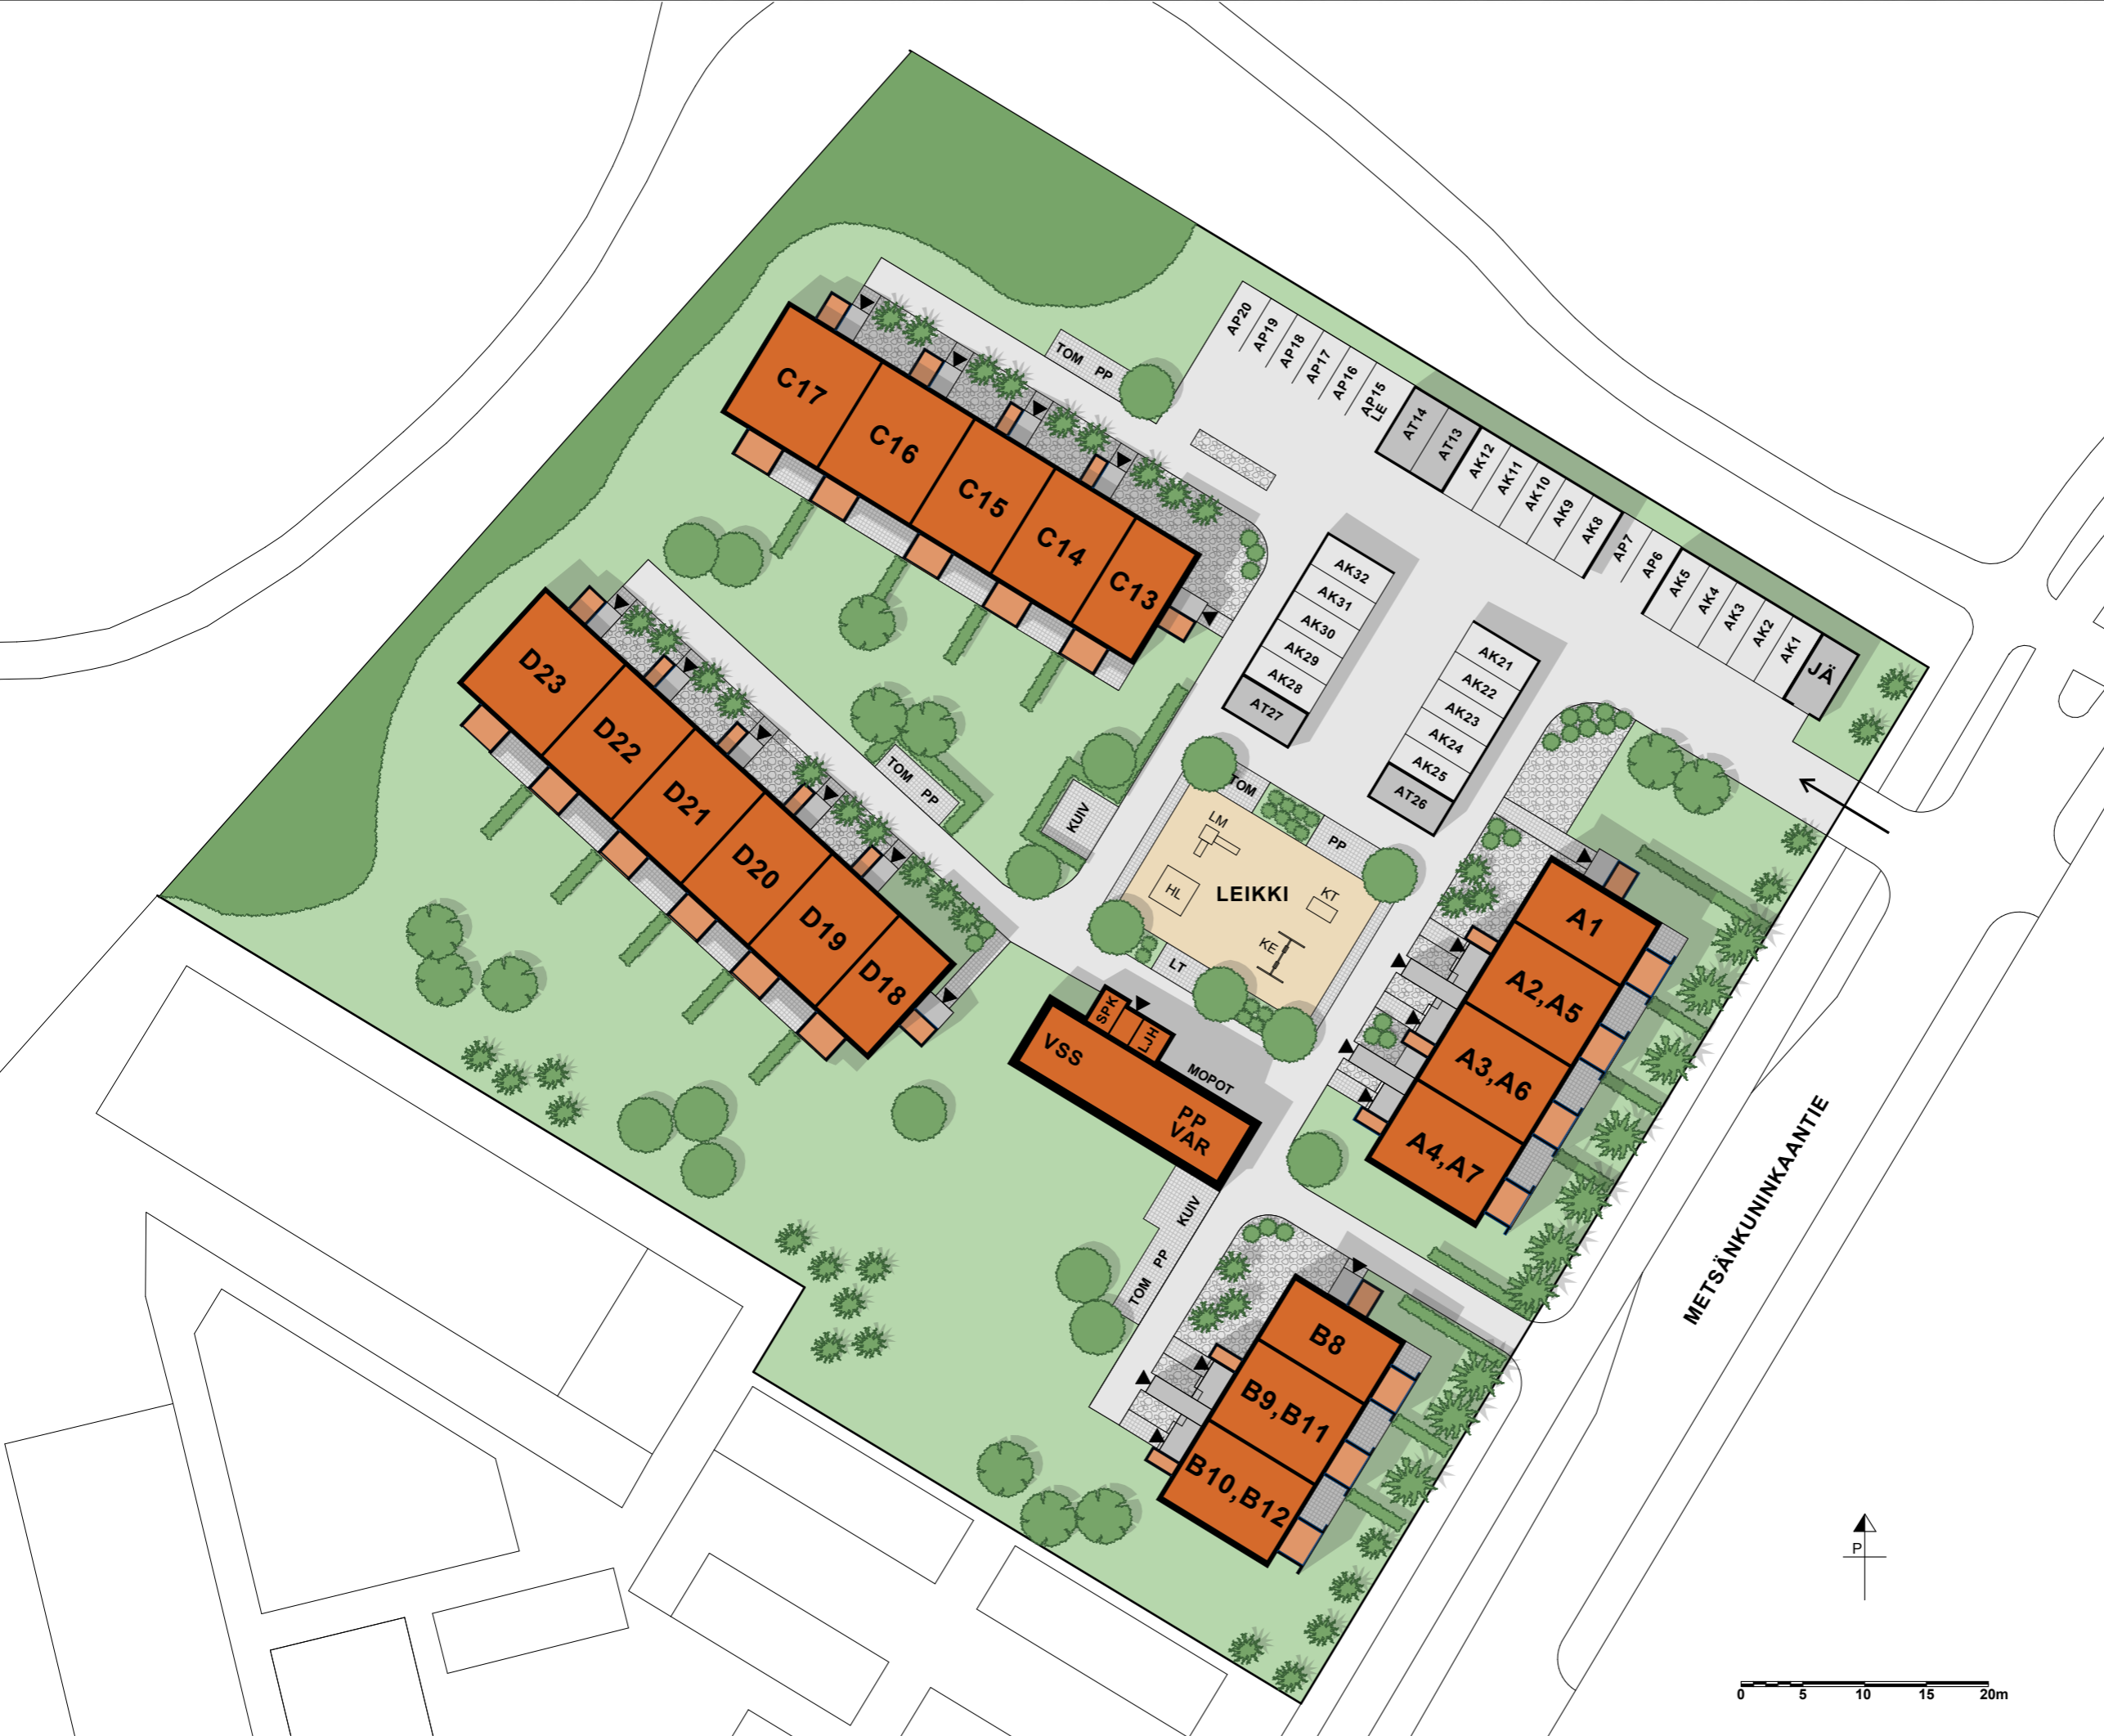 AP20
AP19
AP18
AP17
AP16
AP15
LE
AT14
AT13
AK12
AK11
AK10
AK9
AK8
AP7
AP6
AK5
AK4
AK3
AK2
AK1
JÄ
TOM PP
C17
C16
C15
C14
C13
AK32
AK31
AK30
AK29
AK28
AT27
AK21
AK22
AK23
AK24
AK25
AT26
D23
D22
D21
D20
D19
D18
TOM PP
KUIV
TOM
PP
LM
HL
LEIKKI
KT
KE
LT
A1
A2,A5
A3,A6
A4,A7
SPK
LJH
VSS
MOPOT
PP
VAR
KUIV
TOM PP
B8
B9,B11
B10,B12
METSÄNKUNINKAANTIE
P
0 5 10 15 20m